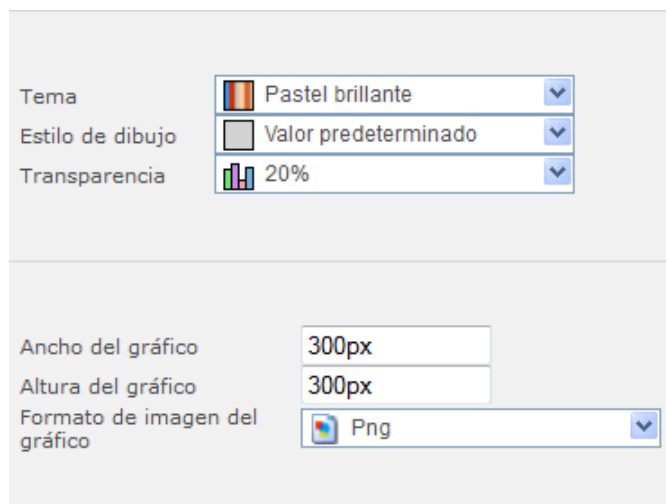 Tema Pastel brillante
Estilo de dibujo Valor predeterminado
Transparencia 20%
Ancho del gráfico 300px
Altura del gráfico 300px
Formato de imagen del
gráfico Png